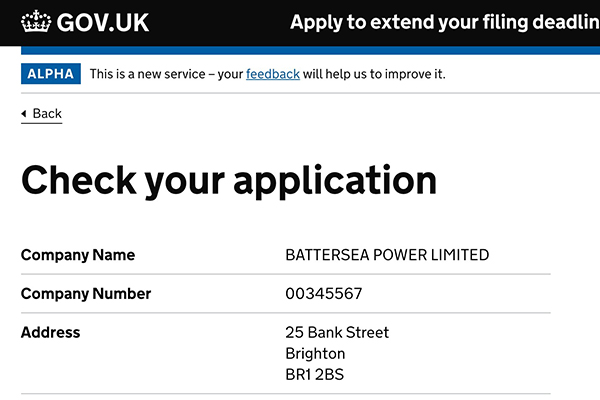 GOV.UK Apply to extend your filing deadlin
ALPHA This is a new service – your feedback will help us to improve it.
Back
Check your application
Company Name BATTERSEA POWER LIMITED
Company Number 00345567
Address 25 Bank Street
Brighton
BR1 2BS